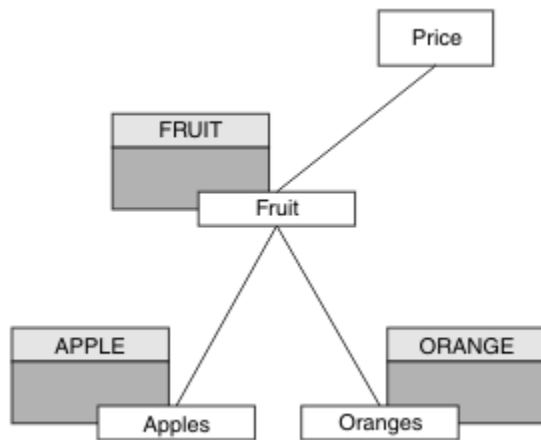 Price
FRUIT
Fruit
APPLE
ORANGE
Apples
Oranges